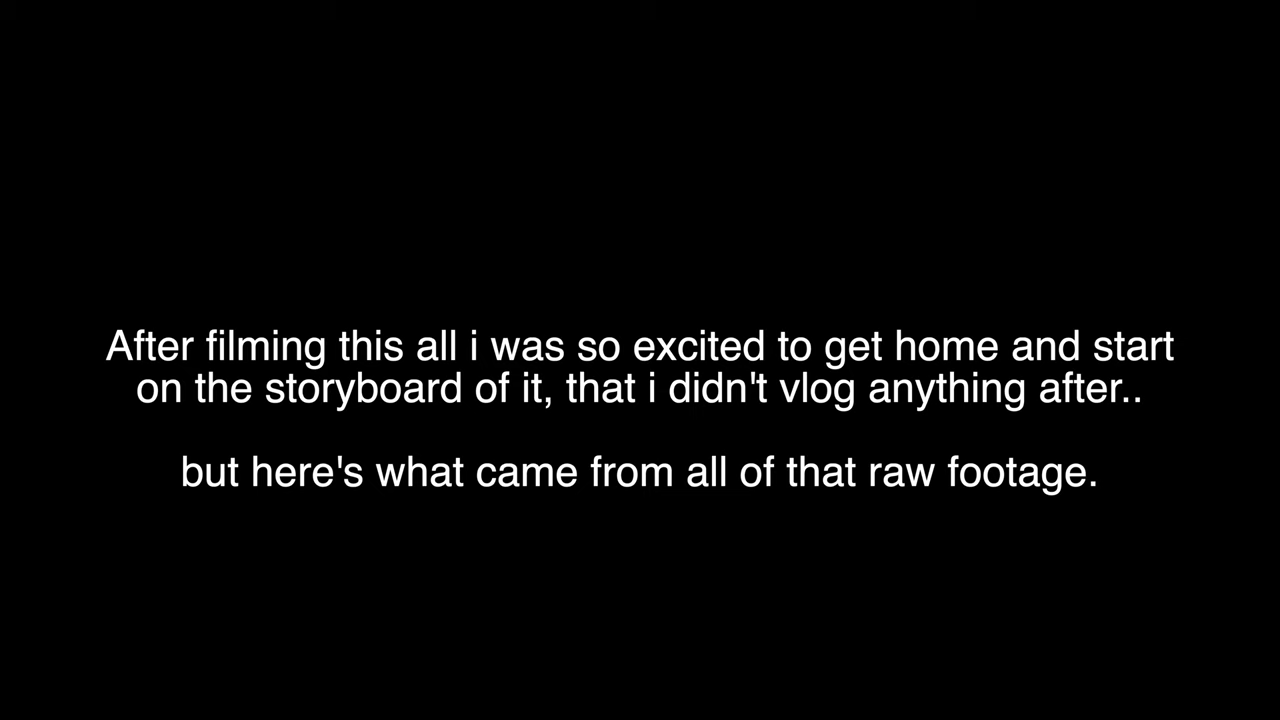 After filming this all i was so excited to get home and start
on the storyboard of it, that i didn't vlog anything after..
but here's what came from all of that raw footage.